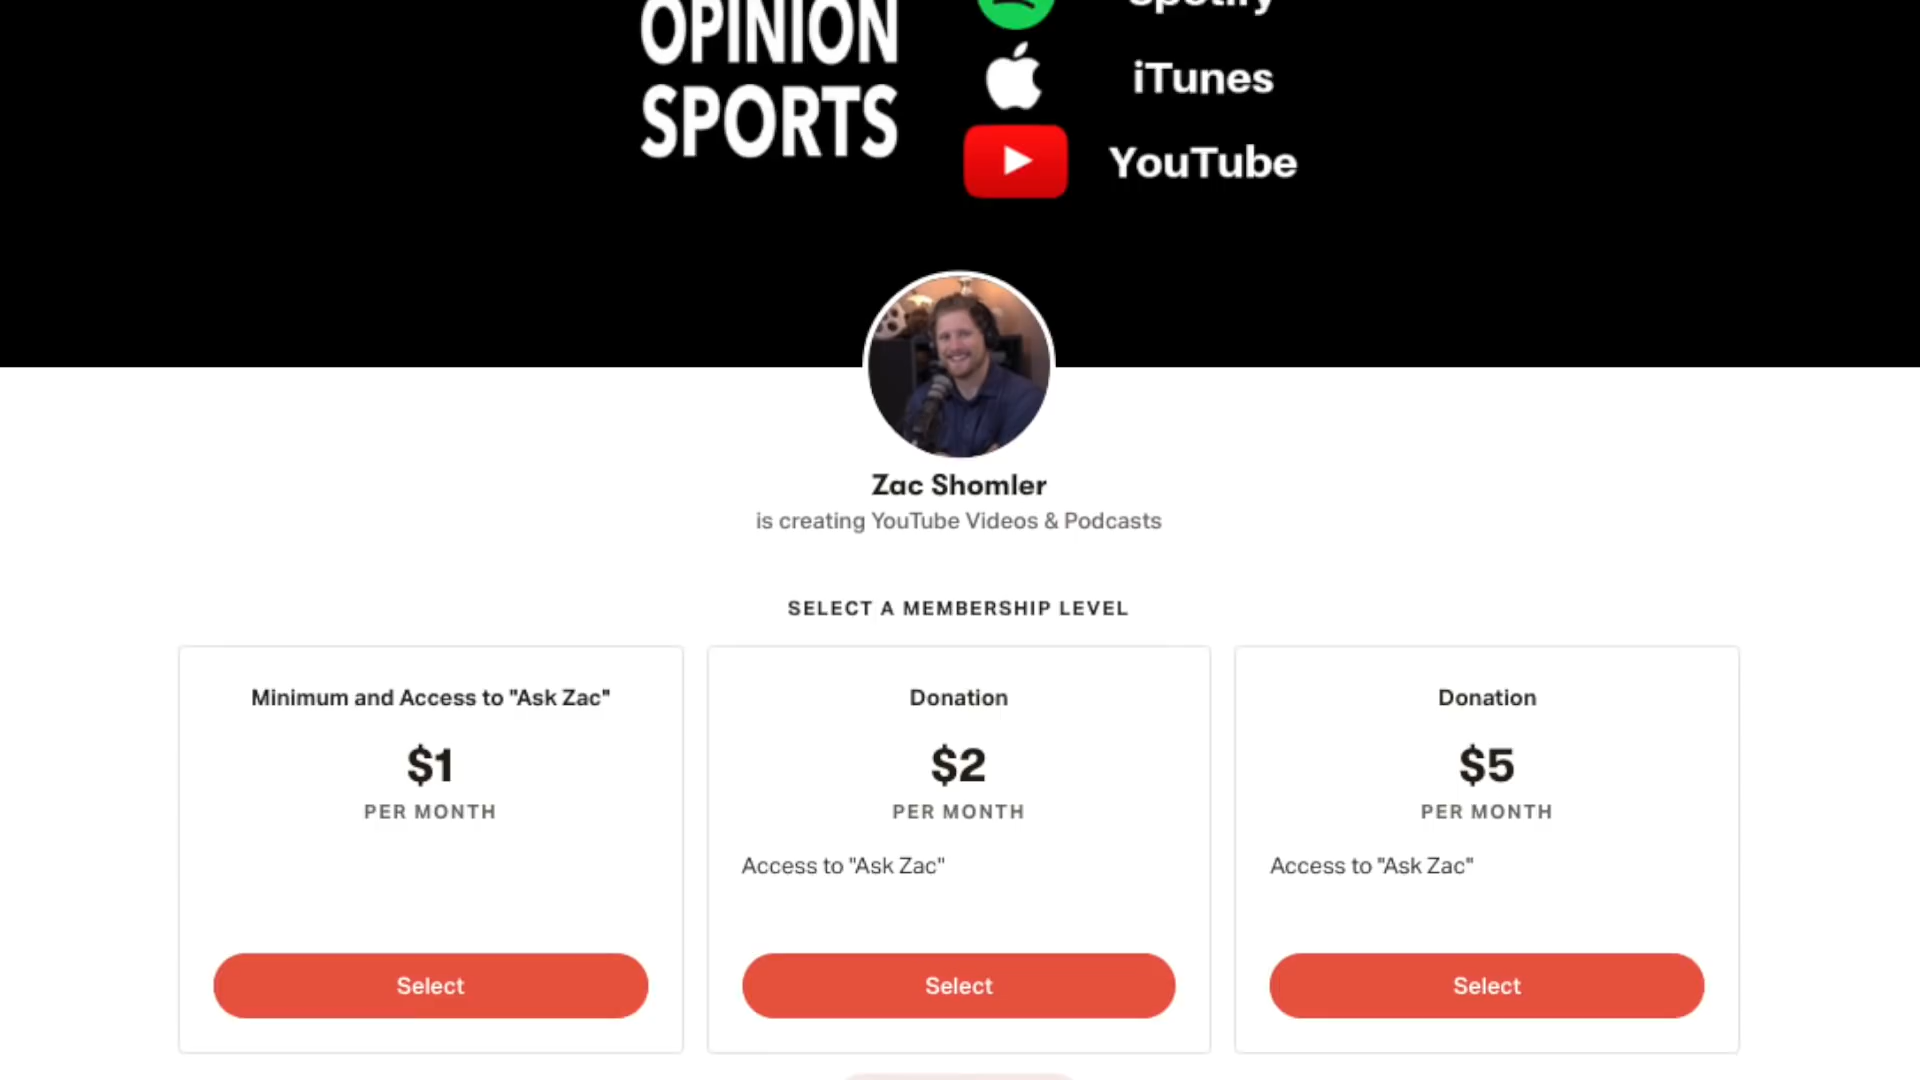 Spotify
OPINION
SPORTS
iTunes
YouTube
Zac Shomler
is creating YouTube Videos & Podcasts
SELECT A MEMBERSHIP LEVEL
Minimum and Access to "Ask Zac"
$1
PER MONTH
Select
Donation
$2
PER MONTH
Access to "Ask Zac"
Select
Donation
$5
PER MONTH
Access to "Ask Zac"
Select